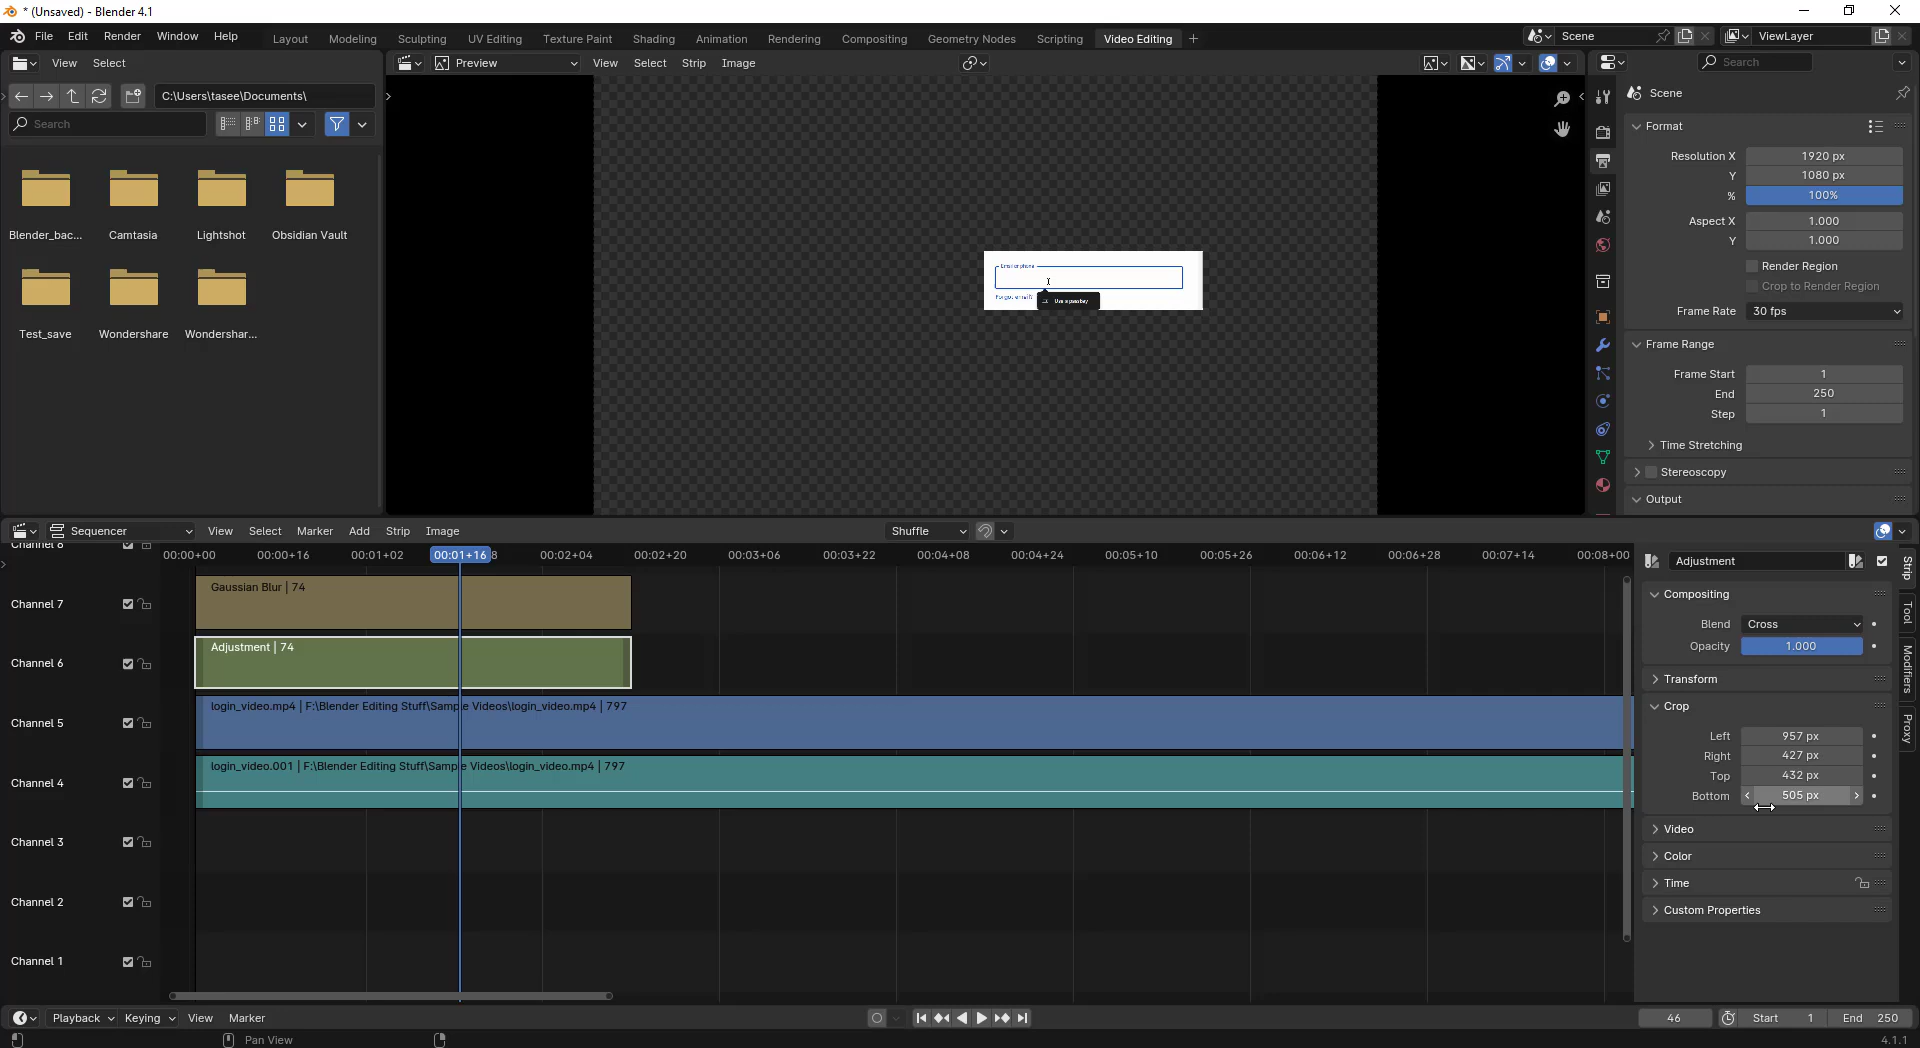 * (Unsaved) - Blender 4.1
File Edit Render Window Help
Layout Modeling Sculpting UV Editing Texture Paint Shading Animation Rendering Compositing Geometry Nodes Scripting Video Editing +
Scene
ViewLayer
View Select
C:\Users\tasee\Documents\
Search
Blender_bac... Camtasia Lightshot Obsidian Vault
Test_save Wondershare Wondershar...
Preview View Select Strip Image
Email or phone
Forgot email?
Use a passkey
Search
Scene
Format
Resolution X 1920 px
Y 1080 px
% 100%
Aspect X 1.000
Y 1.000
Render Region
Crop to Render Region
Frame Rate 30 fps
Frame Range
Frame Start 1
End 250
Step 1
Time Stretching
Stereoscopy
Output
Sequencer View Select Marker Add Strip Image Shuffle
00:00+00 00:00+16 00:01+02 00:01+16 8 00:02+04 00:02+20 00:03+06 00:03+22 00:04+08 00:04+24 00:05+10 00:05+26 00:06+12 00:06+28 00:07+14 00:08+00
Channel 8
Channel 7
Gaussian Blur | 74
Channel 6
Adjustment | 74
Channel 5
login_video.mp4 | F:\Blender Editing Stuff\Sample Videos\login_video.mp4 | 797
Channel 4
login_video.001 | F:\Blender Editing Stuff\Sample Videos\login_video.mp4 | 797
Channel 3
Channel 2
Channel 1
Adjustment
Compositing
Blend Cross
Opacity 1.000
Transform
Crop
Left 957 px
Right 427 px
Top 432 px
Bottom 505 px
Video
Color
Time
Custom Properties
Strip
Tool
Modifiers
Proxy
Playback Keying View Marker
46 Start 1 End 250
Pan View
4.1.1